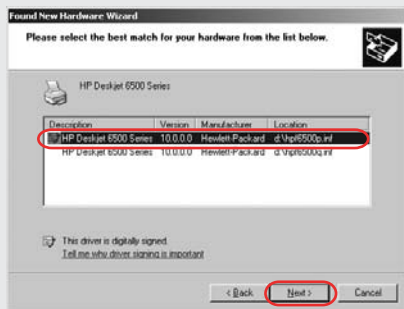 Found New Hardware Wizard
Please select the best match for your hardware from the list below.
HP Deskjet 6500 Series
Description Version Manufacturer Location
HP Deskjet 6500 Series 10.0.0.0 Hewlett-Packard d:\hpf6500p.inf
HP Deskjet 6500 Series 10.0.0.0 Hewlett-Packard d:\hpf6500q.inf
This driver is digitally signed.
Tell me why driver signing is important
< Back Next > Cancel